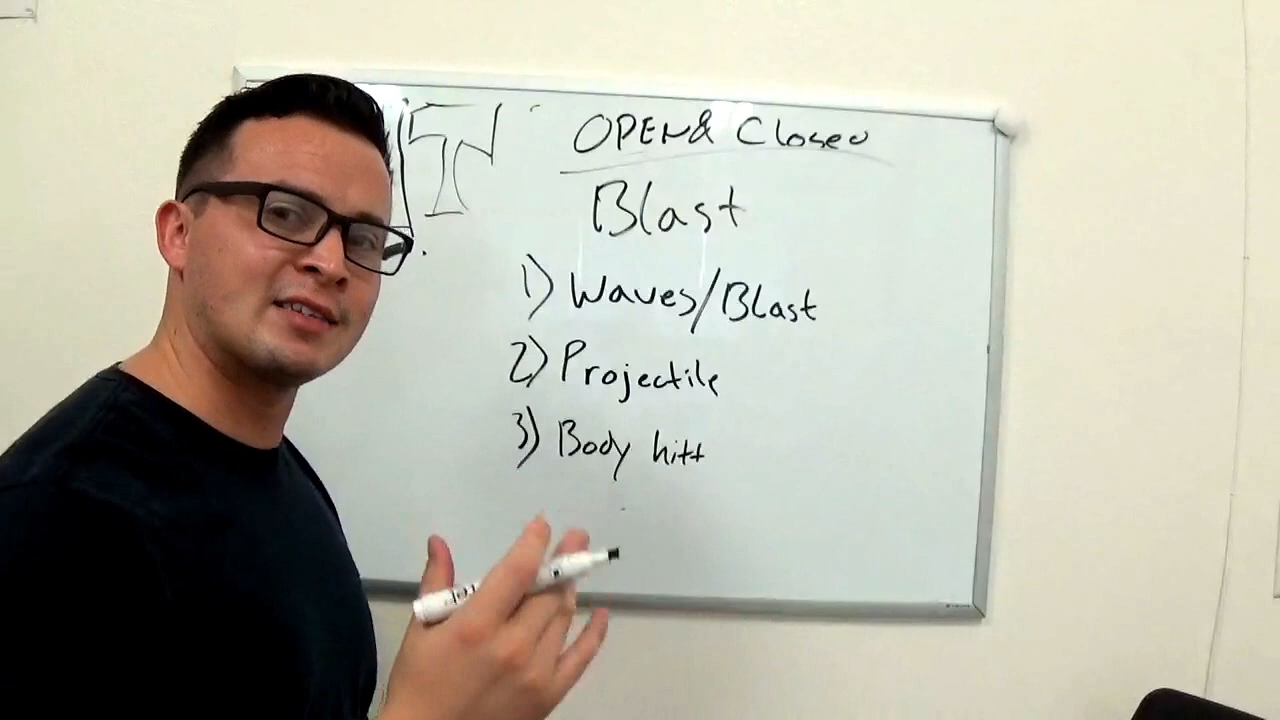 OPEN & Closed
Blast
1) Waves/Blast
2) Projectile
3) Body hitt